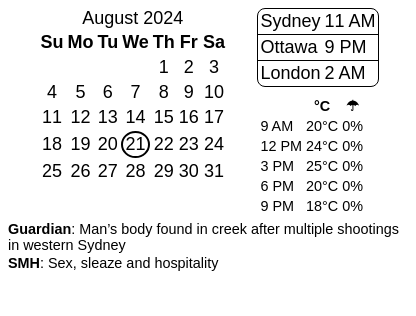 August 2024
Su Mo Tu We Th Fr Sa
1 2 3
4 5 6 7 8 9 10
11 12 13 14 15 16 17
18 19 20 21 22 23 24
25 26 27 28 29 30 31
Sydney 11 AM
Ottawa 9 PM
London 2 AM
°C ☂
9 AM 20°C 0%
12 PM 24°C 0%
3 PM 25°C 0%
6 PM 20°C 0%
9 PM 18°C 0%
Guardian: Man’s body found in creek after multiple shootings
in western Sydney
SMH: Sex, sleaze and hospitality